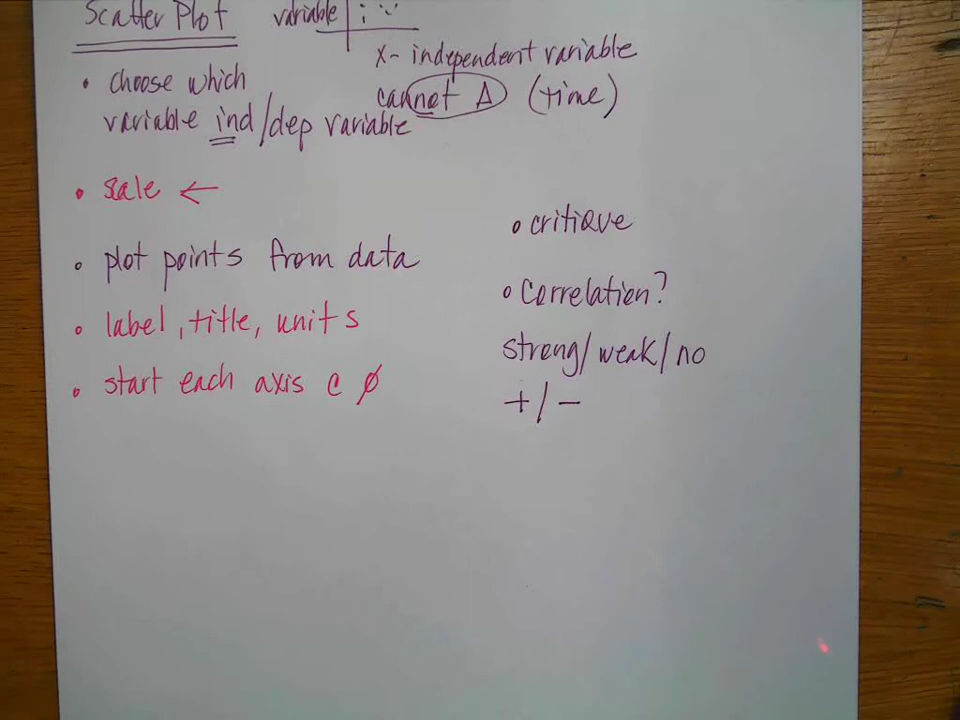 Scatter Plot
variable
x- independent variable
cannot Δ (time)
• choose which
variable ind/dep variable
• sale ←
• plot points from data
• label, title, units
• start each axis @ Ø
• critique
• Correlation?
strong/weak/no
+/-